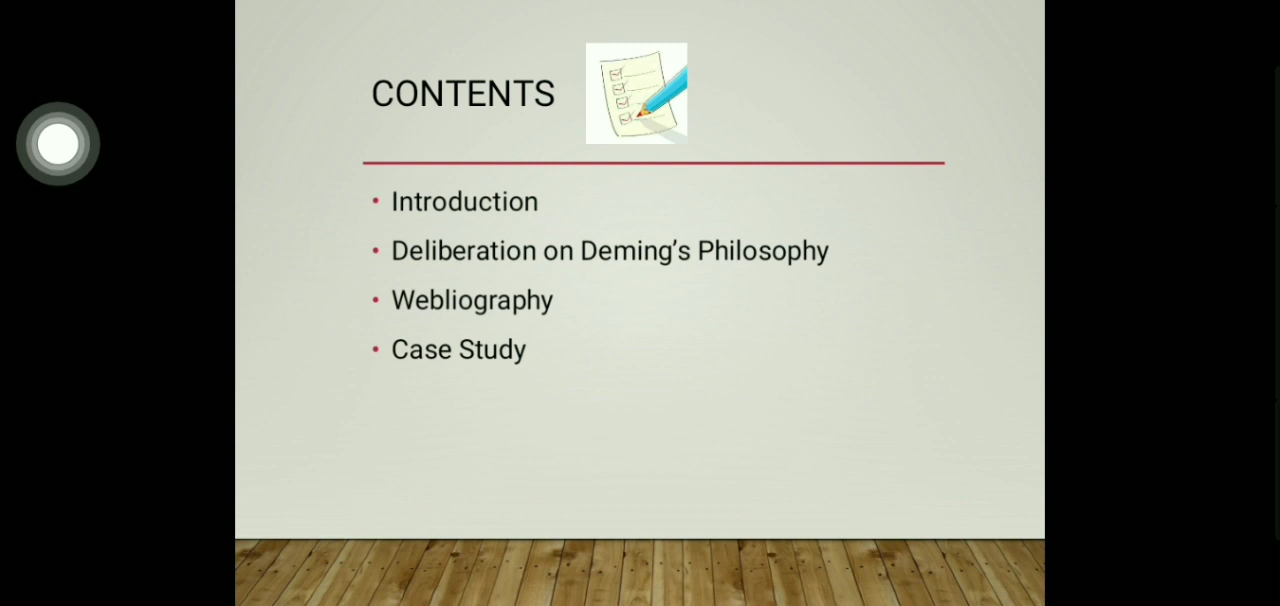 CONTENTS
• Introduction
• Deliberation on Deming’s Philosophy
• Webliography
• Case Study